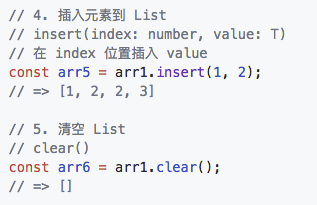 // 4. 插入元素到 List
// insert(index: number, value: T)
// 在 index 位置插入 value
const arr5 = arr1.insert(1, 2);
// => [1, 2, 2, 3]
// 5. 清空 List
// clear()
const arr6 = arr1.clear();
// => []